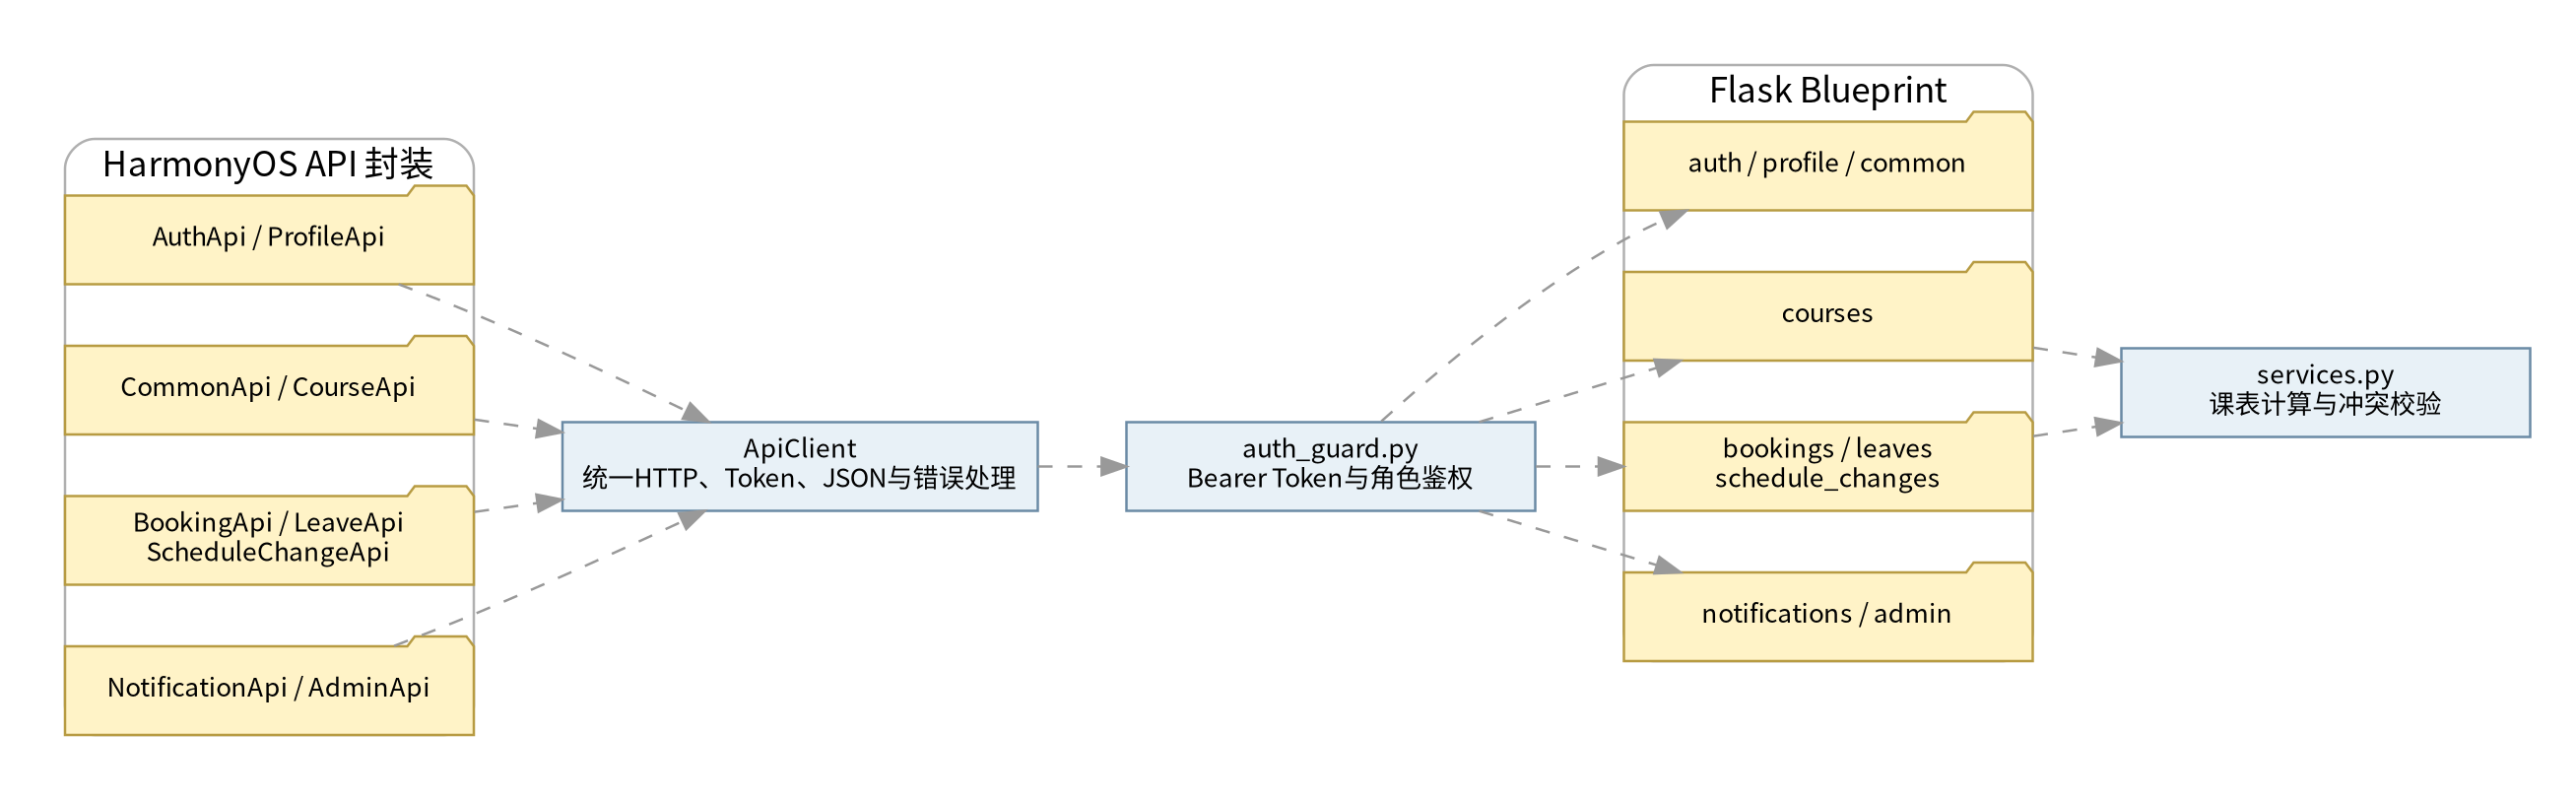 HarmonyOS API 封装
AuthApi / ProfileApi
CommonApi / CourseApi
BookingApi / LeaveApi
ScheduleChangeApi
NotificationApi / AdminApi
ApiClient
统一HTTP、Token、JSON与错误处理
auth_guard.py
Bearer Token与角色鉴权
Flask Blueprint
auth / profile / common
courses
bookings / leaves
schedule_changes
notifications / admin
services.py
课表计算与冲突校验